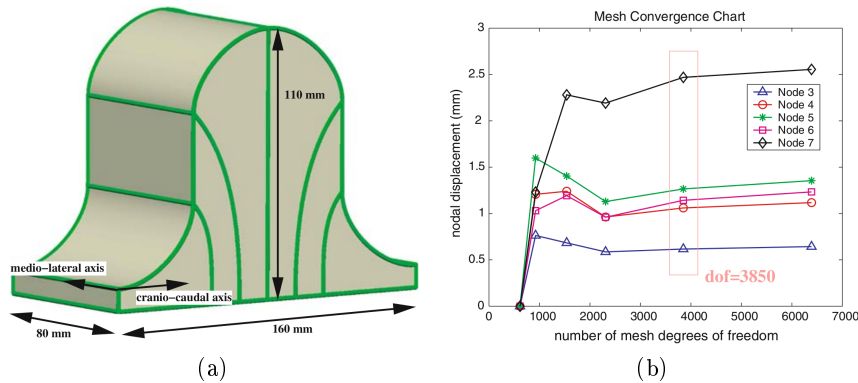 110 mm
medio-lateral axis
cranio-caudal axis
80 mm
160 mm
(a)
Mesh Convergence Chart
3
2.5
2
1.5
1
0.5
0
nodal displacement (mm)
Node 3
Node 4
Node 5
Node 6
Node 7
dof=3850
1000 2000 3000 4000 5000 6000 7000
number of mesh degrees of freedom
(b)